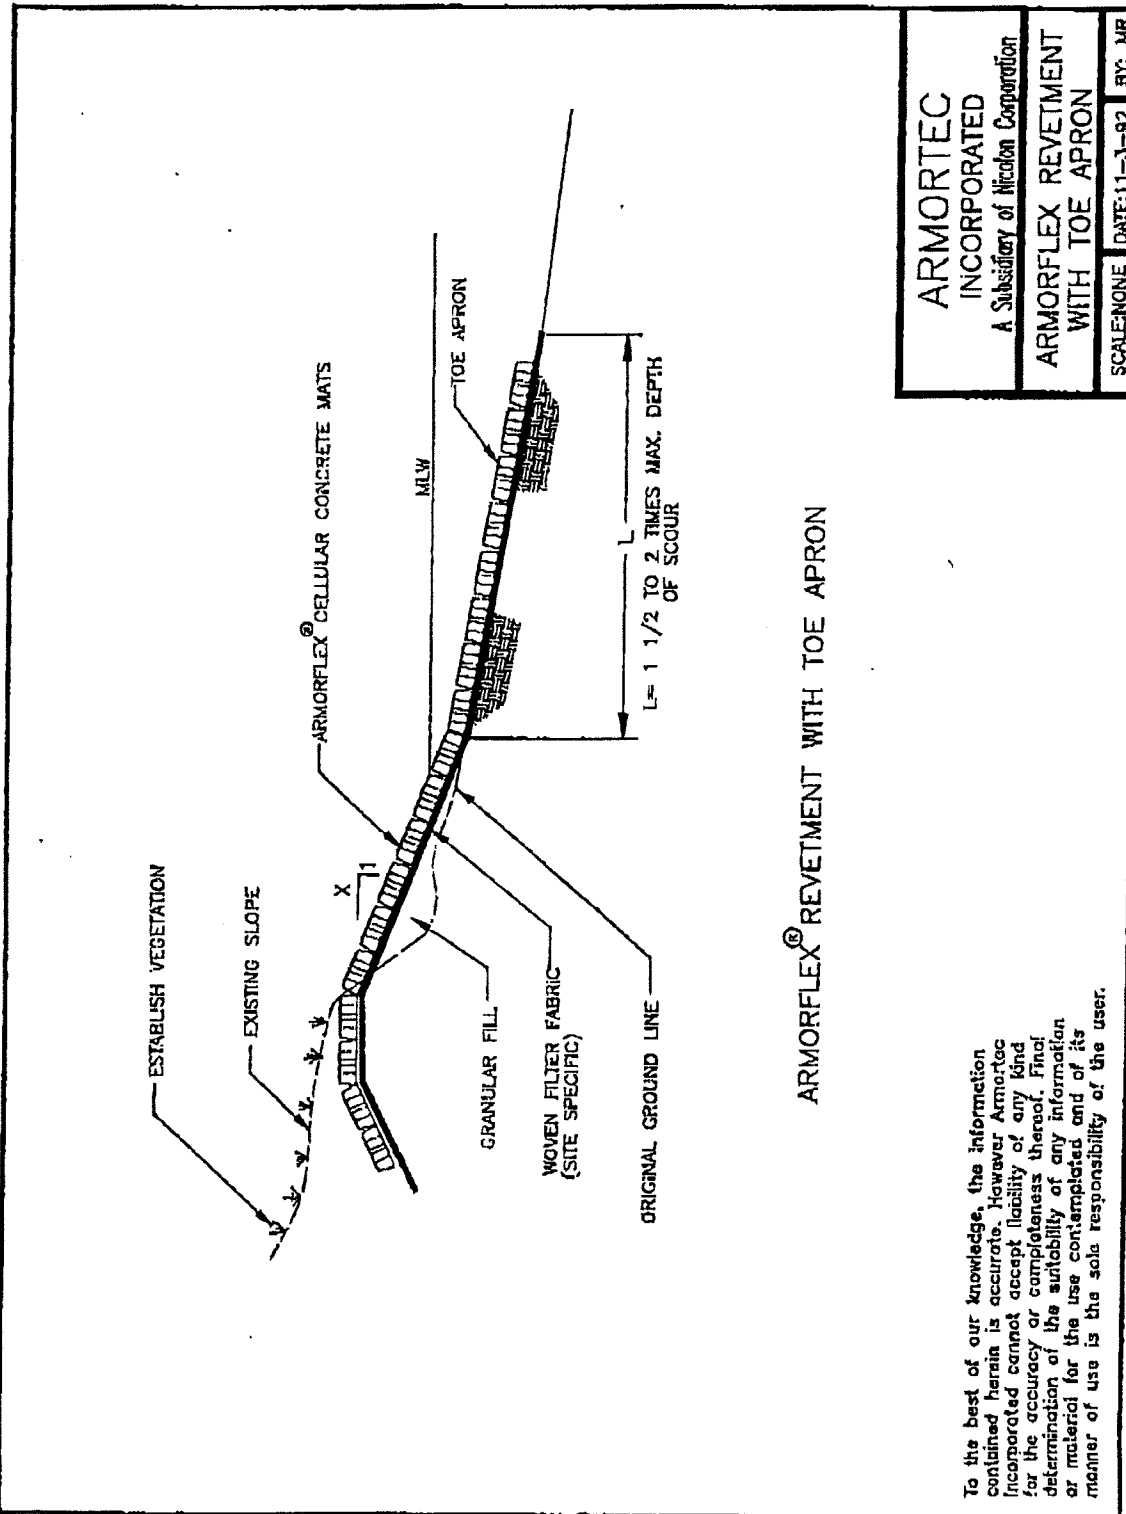 ESTABLISH VEGETATION
EXISTING SLOPE
ARMORFLEX® CELLULAR CONCRETE MATS
MLW
TOE APRON
X
1
GRANULAR FILL
WOVEN FILTER FABRIC
(SITE SPECIFIC)
ORIGINAL GROUND LINE
L
L= 1 1/2 TO 2 TIMES MAX. DEPTH
OF SCOUR
ARMORFLEX® REVETMENT WITH TOE APRON
To the best of our knowledge, the information
contained herein is accurate. However Armortec
Incorporated cannot accept liability of any kind
for the accuracy or completeness thereof. Final
determination of the suitability of any information
or material for the use contemplated and of its
manner of use is the sole responsibility of the user.
ARMORTEC
INCORPORATED
A Subsidiary of Nicolon Corporation
ARMORFLEX REVETMENT
WITH TOE APRON
SCALE:NONE
BY: MR